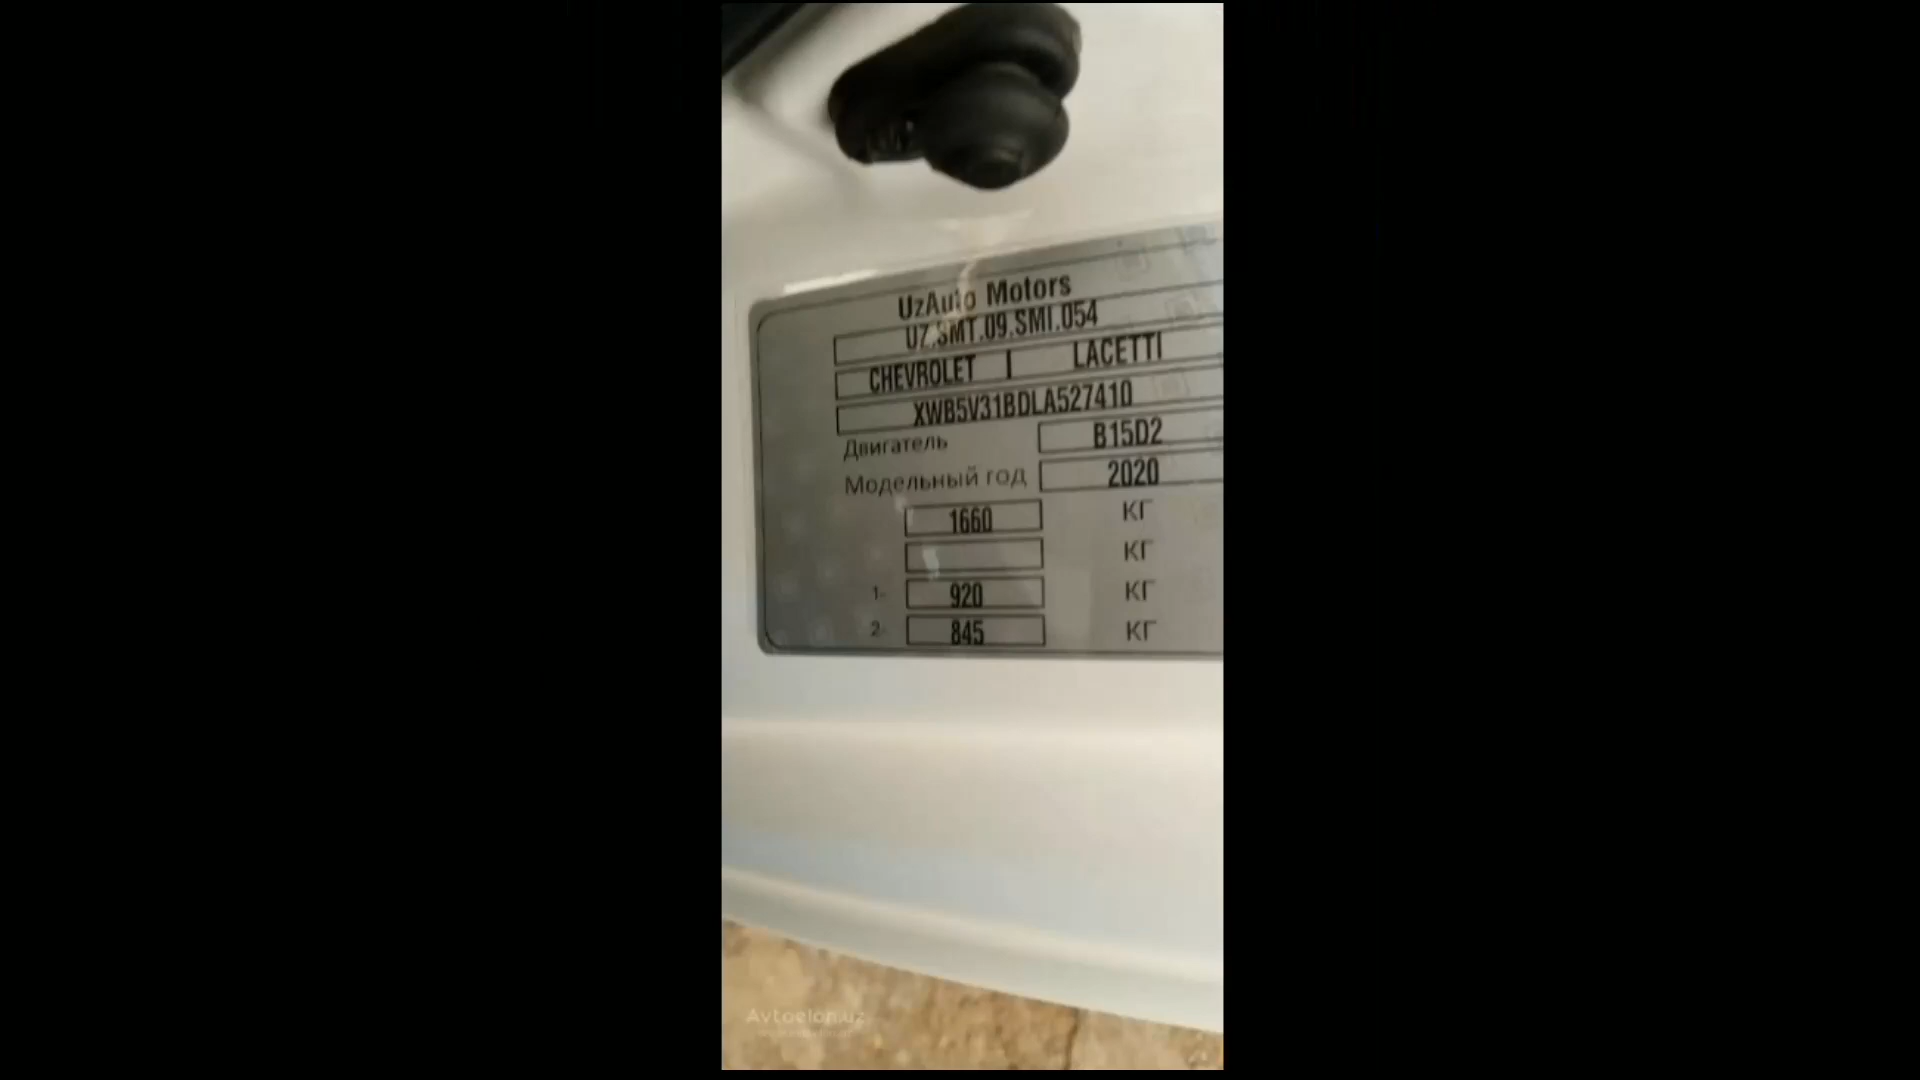 UzAuto Motors
UZ.SMT.09.SMI.054
CHEVROLET LACETTI
XWB5V31BDLA527410
Двигатель B15D2
Модельный год 2020
1660 КГ
КГ
1- 920 КГ
2- 845 КГ
Avtoelon.uz